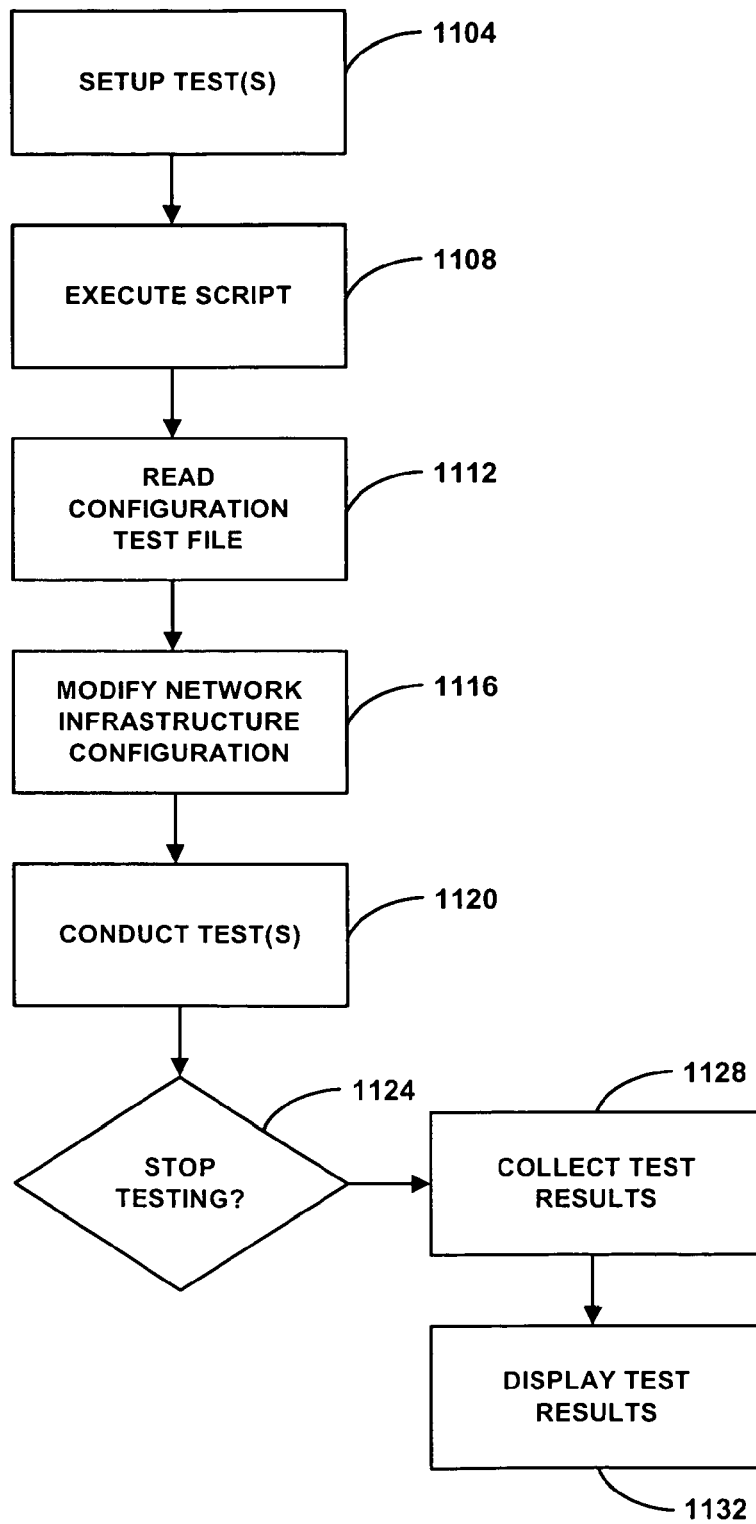 SETUP TEST(S)
1104
EXECUTE SCRIPT
1108
READ
CONFIGURATION
TEST FILE
1112
MODIFY NETWORK
INFRASTRUCTURE
CONFIGURATION
1116
CONDUCT TEST(S)
1120
STOP
TESTING?
1124
COLLECT TEST
RESULTS
1128
DISPLAY TEST
RESULTS
1132